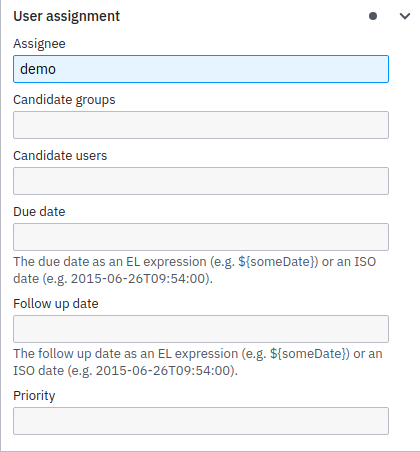 User assignment
Assignee
demo
Candidate groups
Candidate users
Due date
The due date as an EL expression (e.g. ${someDate}) or an ISO
date (e.g. 2015-06-26T09:54:00).
Follow up date
The follow up date as an EL expression (e.g. ${someDate}) or an
ISO date (e.g. 2015-06-26T09:54:00).
Priority